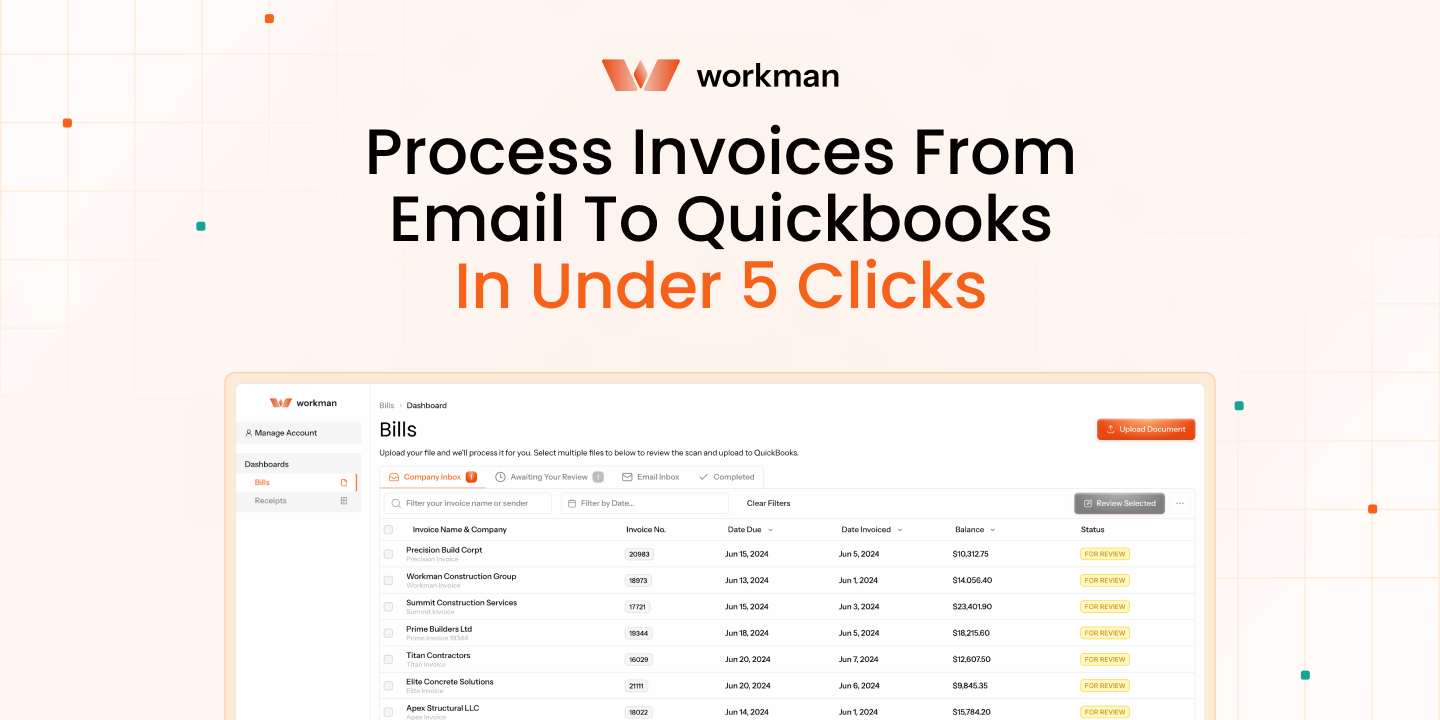 workman
Process Invoices From
Email To Quickbooks
In Under 5 Clicks
workman
Manage Account
Dashboards
Bills
Receipts
Bills > Dashboard
Bills
Upload Document
Upload your file and we'll process it for you. Select multiple files to below to review the scan and upload to QuickBooks.
Company Inbox 1 Awaiting Your Review 1 Email Inbox Completed
Filter your invoice name or sender Filter by Date... Clear Filters Review Selected ...
Invoice Name & Company Invoice No. Date Due Date Invoiced Balance Status
Precision Build Corpt 20983 Jun 15, 2024 Jun 5, 2024 $10,312.75 FOR REVIEW
Precision Invoice
Workman Construction Group 18973 Jun 13, 2024 Jun 1, 2024 $14.056.40 FOR REVIEW
Workman Invoice
Summit Construction Services 17721 Jun 15, 2024 Jun 3, 2024 $23,401.90 FOR REVIEW
Summit Invoice
Prime Builders Ltd 19344 Jun 18, 2024 Jun 5, 2024 $18,215.60 FOR REVIEW
Prime Invoice 19344
Titan Contractors 16029 Jun 20, 2024 Jun 7, 2024 $12,607.50 FOR REVIEW
Titan Invoice
Elite Concrete Solutions 21111 Jun 20, 2024 Jun 6, 2024 $9,845.35 FOR REVIEW
Elite Invoice
Apex Structural LLC 18022 Jun 14, 2024 Jun 1, 2024 $15,784.20 FOR REVIEW
Apex Invoice